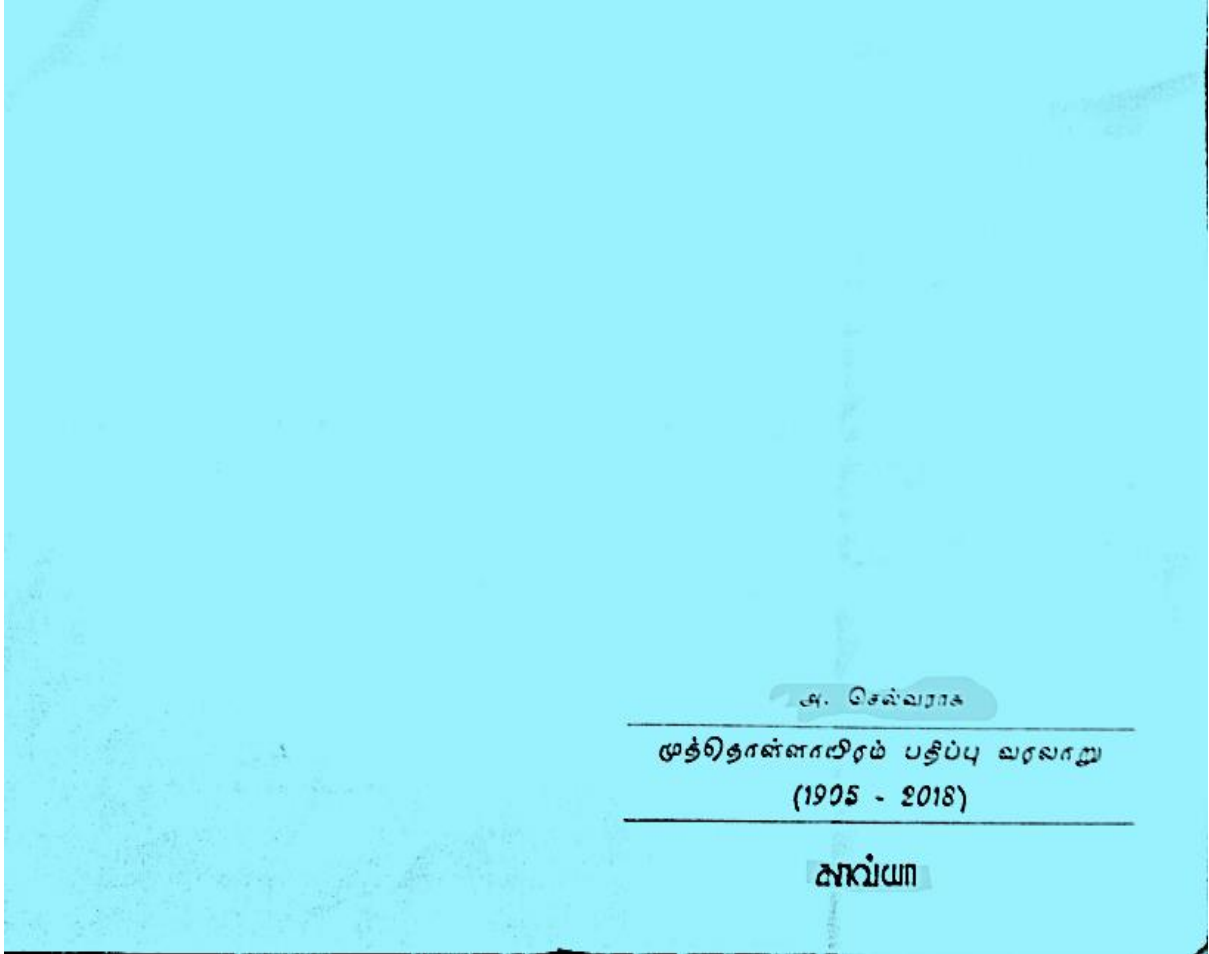 அ. செல்வராசு
முத்தொள்ளாயிரம் பதிப்பு வரலாறு
(1905 - 2018)
காவ்யா